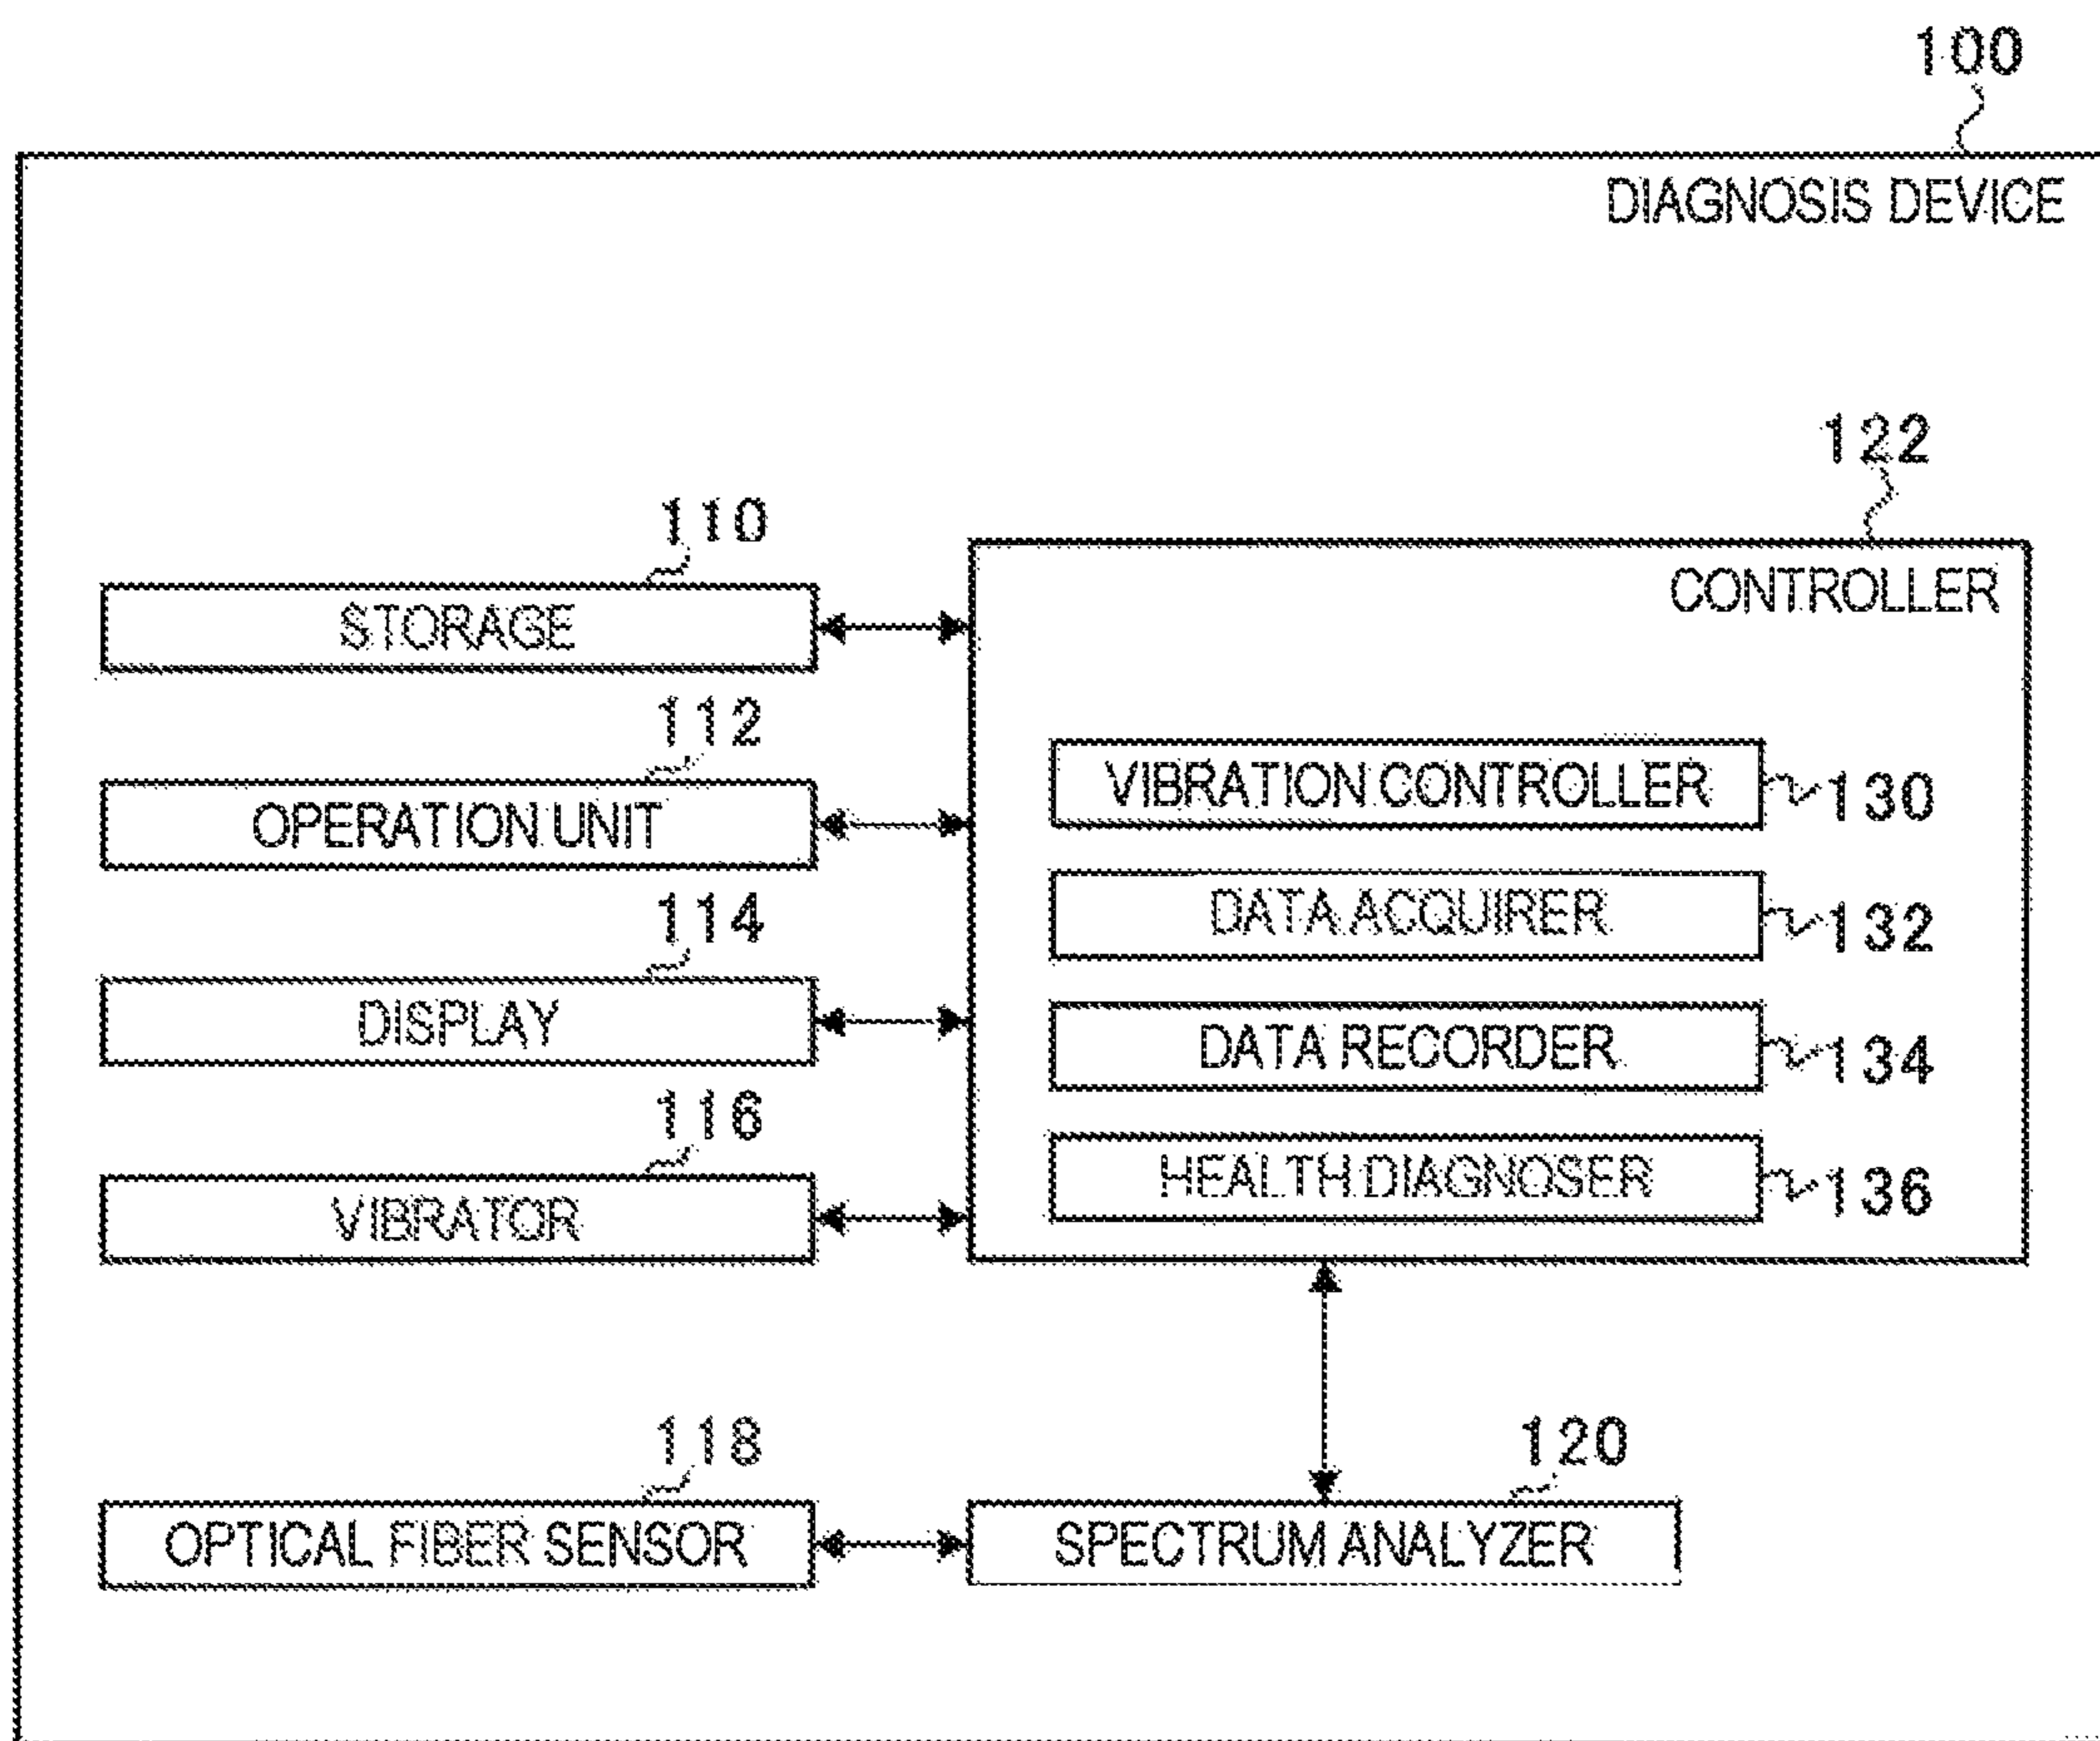 100
DIAGNOSIS DEVICE
122
CONTROLLER
110
STORAGE
112
OPERATION UNIT
114
DISPLAY
116
VIBRATOR
VIBRATION CONTROLLER
130
DATA ACQUIRER
132
DATA RECORDER
134
HEALTH DIAGNOSER
136
118
OPTICAL FIBER SENSOR
120
SPECTRUM ANALYZER